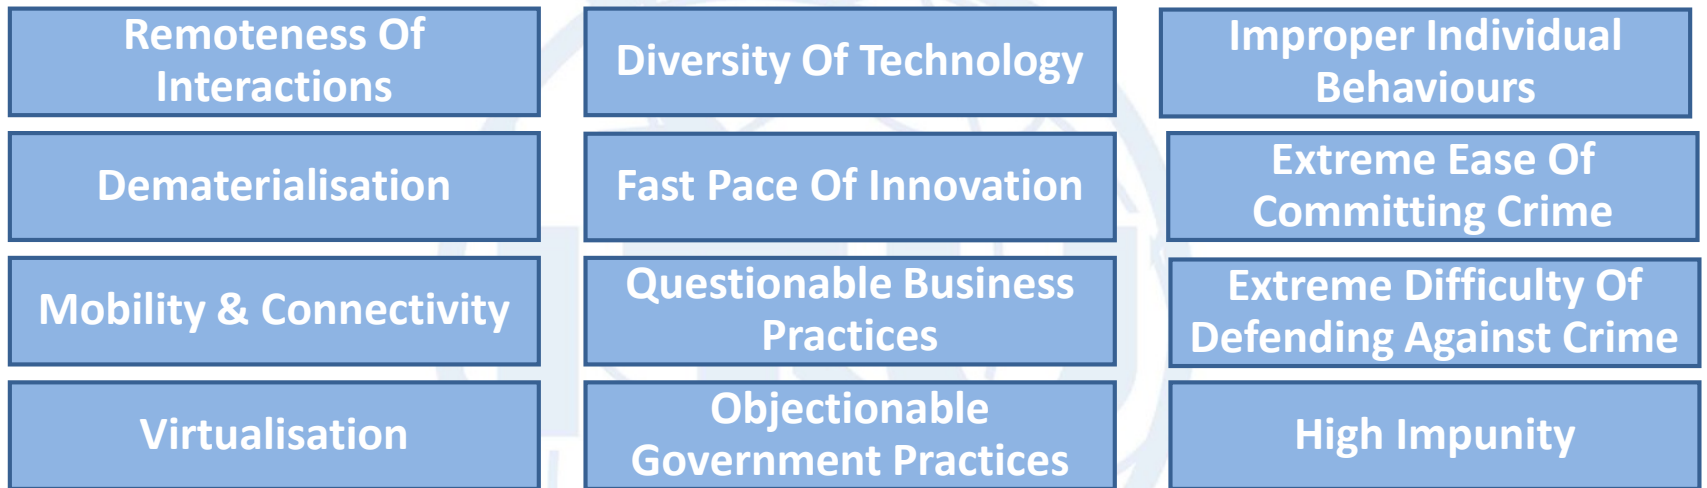 Remoteness Of
Interactions
Diversity Of Technology
Improper Individual
Behaviours
Dematerialisation
Fast Pace Of Innovation
Extreme Ease Of
Committing Crime
Mobility & Connectivity
Questionable Business
Practices
Extreme Difficulty Of
Defending Against Crime
Virtualisation
Objectionable
Government Practices
High Impunity